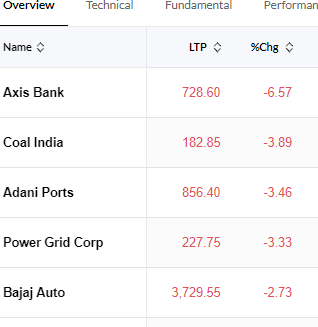 Overview Technical Fundamental
Name LTP %Chg
Axis Bank 728.60 -6.57
Coal India 182.85 -3.89
Adani Ports 856.40 -3.46
Power Grid Corp 227.75 -3.33
Bajaj Auto 3,729.55 -2.73